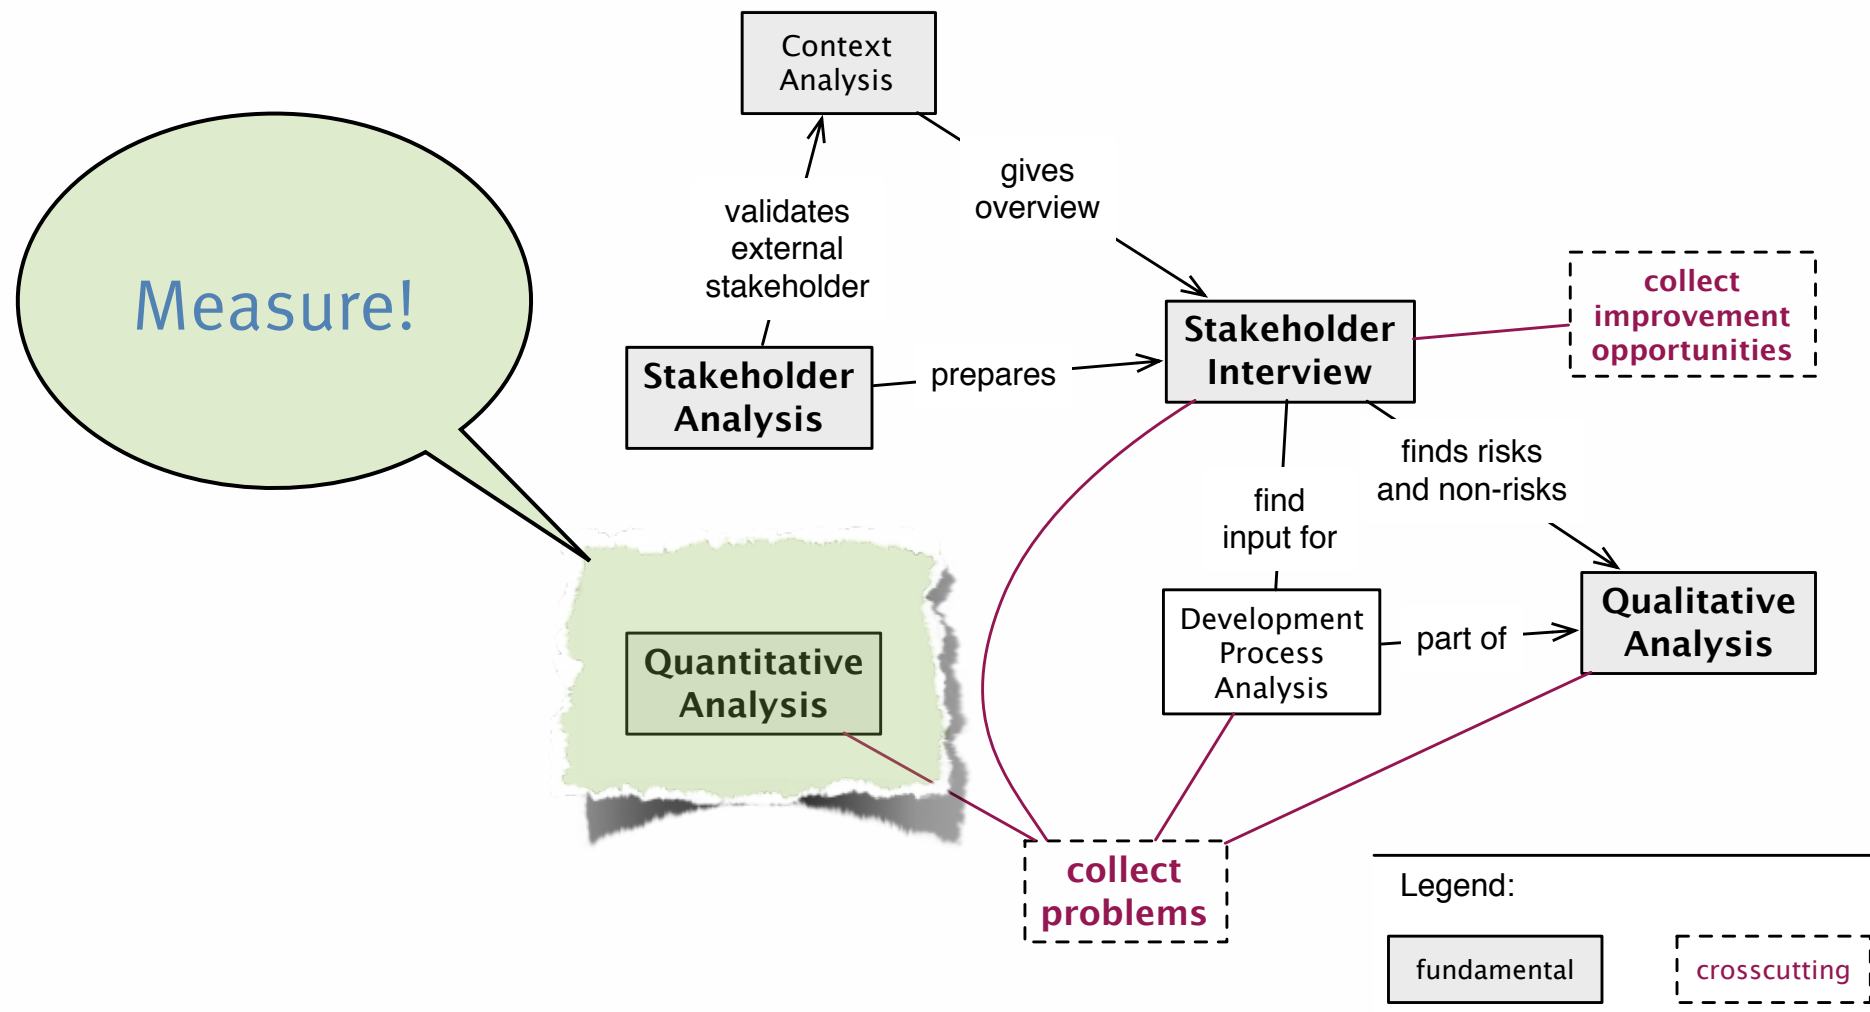 Context
Analysis
gives
overview
validates
external
stakeholder
Measure!
collect
improvement
opportunities
Stakeholder
Interview
Stakeholder
Analysis
prepares
finds risks
and non-risks
find
input for
Development
Process
Analysis
part of
Qualitative
Analysis
Quantitative
Analysis
collect
problems
Legend:
fundamental
crosscutting